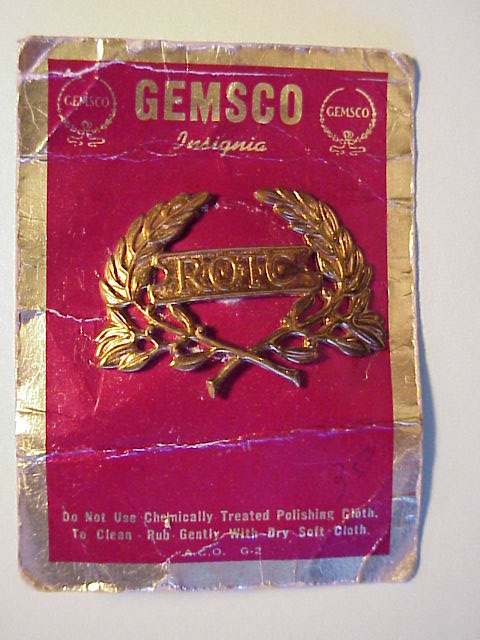 GEMSCO
GEMSCO
GEMSCO
Insignia
ROTC
Do Not Use Chemically Treated Polishing Cloth.
To Clean - Rub Gently With Dry Soft Cloth.
A.C.O. G-2